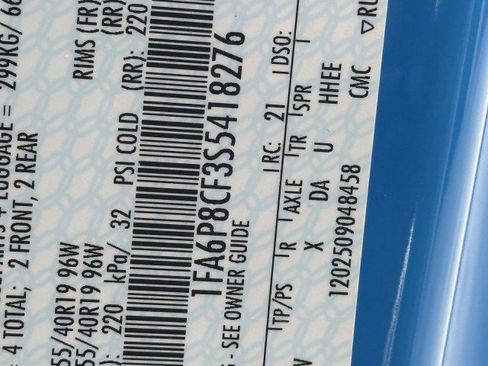 LUGGAGE = 299KG/ 66
4 TOTAL; 2 FRONT, 2 REAR
RIMS (FR)
(RR)
55/40R19 96W
55/40R19 96W
220 kPa/ 32 PSI COLD (RR): 220
1FA6P8CF3S5418276
- SEE OWNER GUIDE
RC: 21 DSO:
TP/PS R AXLE TR SPR
X DA U HHEE
1202509048458 CMC ▽RU